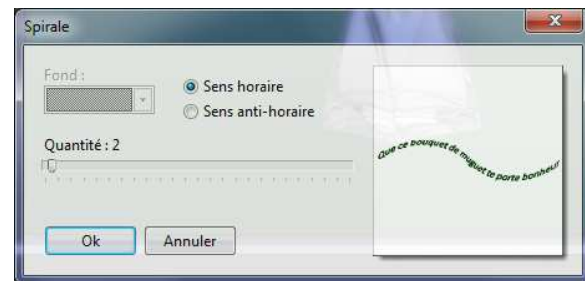 Spirale
Fond :
Sens horaire
Sens anti-horaire
Quantité : 2
Que ce bouquet de muguet te porte bonheur
Ok
Annuler